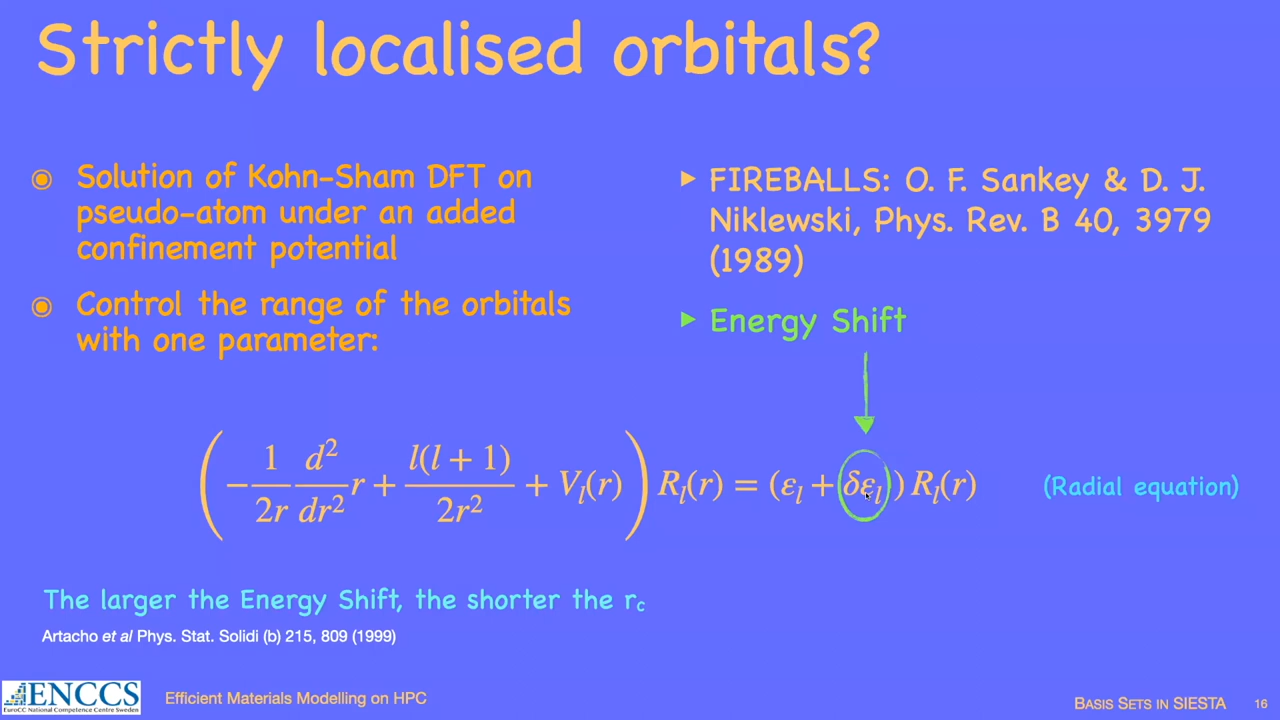 Strictly localised orbitals?
◉ Solution of Kohn-Sham DFT on
pseudo-atom under an added
confinement potential
◉ Control the range of the orbitals
with one parameter:
▸ FIREBALLS: O. F. Sankey & D. J.
Niklewski, Phys. Rev. B 40, 3979
(1989)
▸ Energy Shift
(−\frac{1}{2r}\frac{d²}{dr²}r + \frac{l(l + 1)}{2r²} + V_l(r)) R_l(r) = (ε_l + δε_l)) R_l(r)
(Radial equation)
The larger the Energy Shift, the shorter the r_c
Artacho et al Phys. Stat. Solidi (b) 215, 809 (1999)
ENCCS
EuroCC National Competence Centre Sweden
Efficient Materials Modelling on HPC
Basis Sets in SIESTA
16